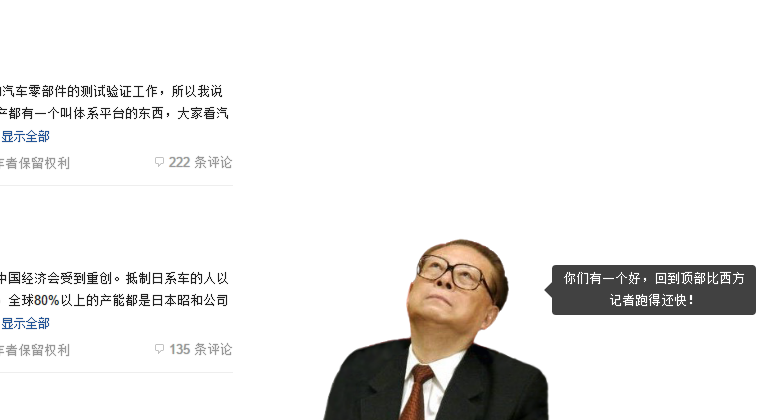 汽车零部件的测试验证工作，所以我说
产都有一个叫体系平台的东西，大家看汽
显示全部
者保留权利
222 条评论
中国经济会受到重创。抵制日系车的人以
全球80%以上的产能都是日本昭和公司
显示全部
者保留权利
135 条评论
你们有一个好，回到顶部比西方
记者跑得还快！